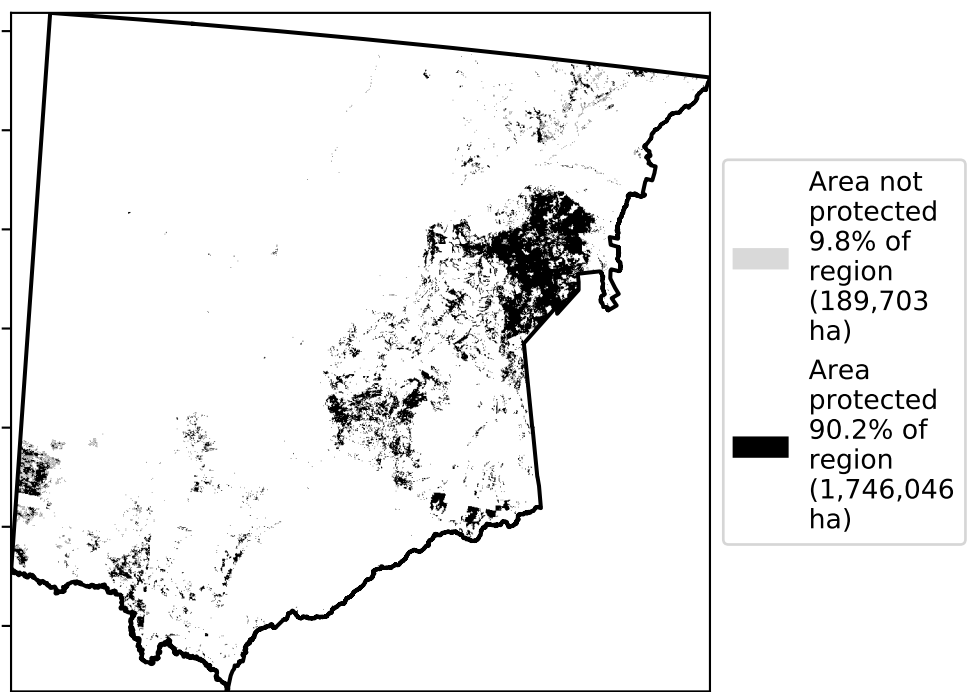 Area not
protected
9.8% of
region
(189,703
ha)
Area
protected
90.2% of
region
(1,746,046
ha)